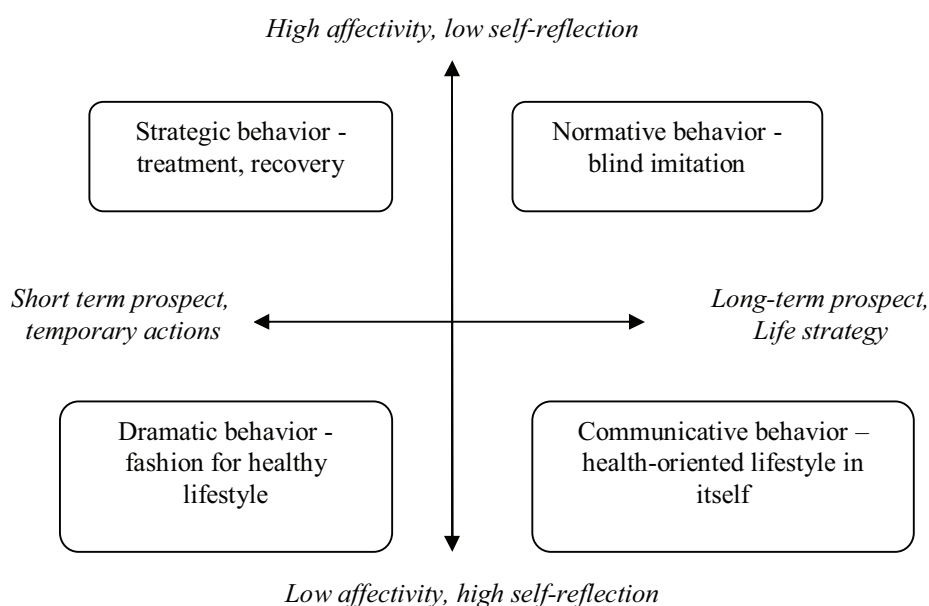 High affectivity, low self-reflection
Strategic behavior -
treatment, recovery
Normative behavior -
blind imitation
Short term prospect,
temporary actions
Long-term prospect,
Life strategy
Dramatic behavior -
fashion for healthy
lifestyle
Communicative behavior –
health-oriented lifestyle in
itself
Low affectivity, high self-reflection